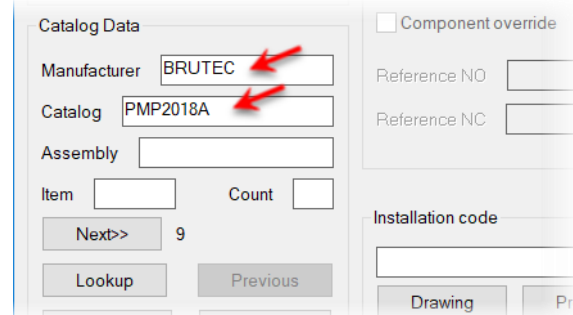 Catalog Data
Manufacturer BRUTEC
Catalog PMP2018A
Assembly
Item Count
Next>> 9
Lookup Previous
Component override
Reference NO
Reference NC
Installation code
Drawing